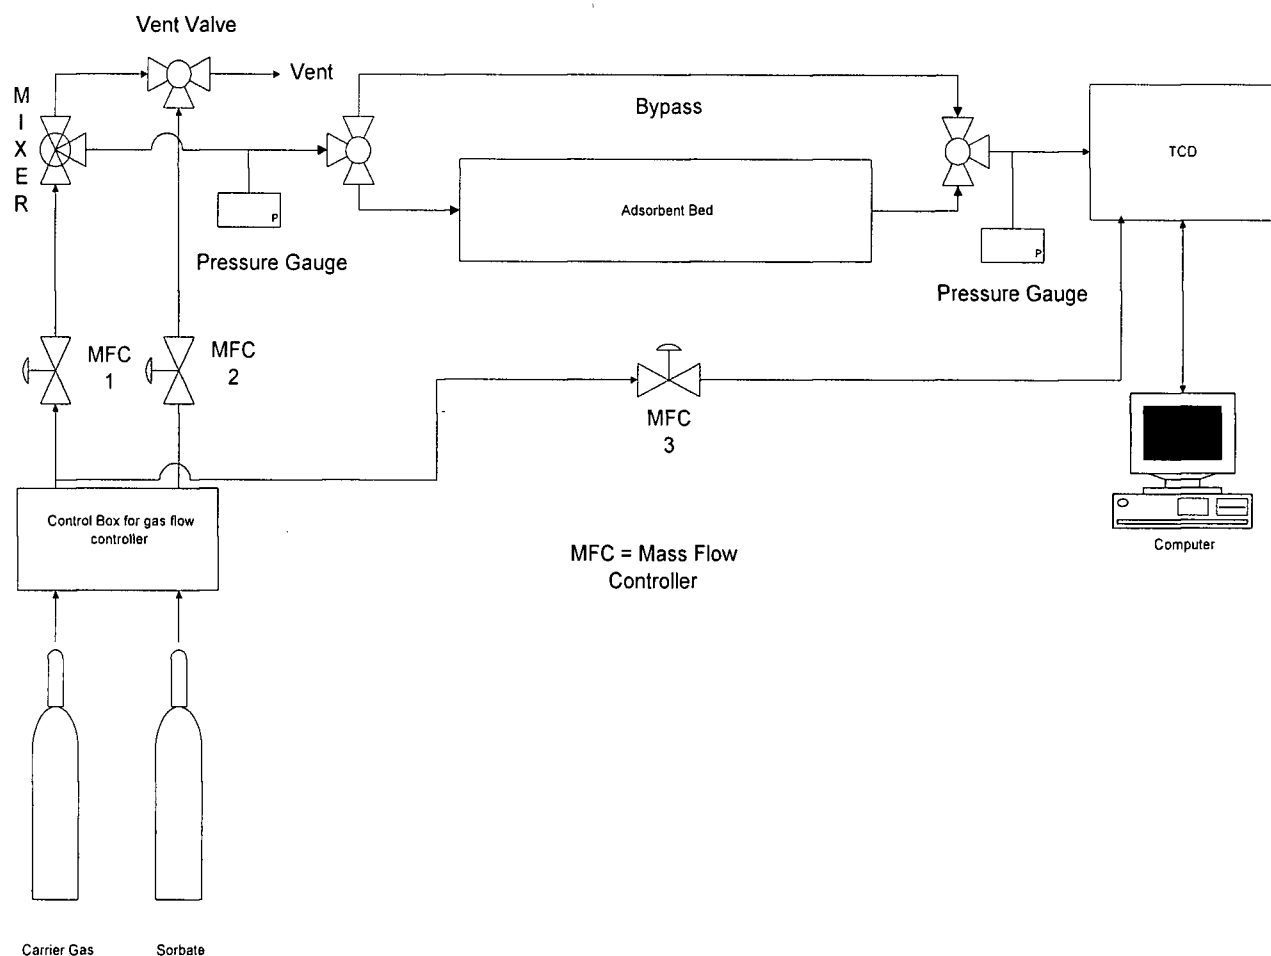 Vent Valve
Vent
M
I
X
E
R
Bypass
TCD
Adsorbent Bed
P
Pressure Gauge
P
Pressure Gauge
MFC
1
MFC
2
MFC
3
Control Box for gas flow
controller
MFC = Mass Flow
Controller
Computer
Carrier Gas
Sorbate